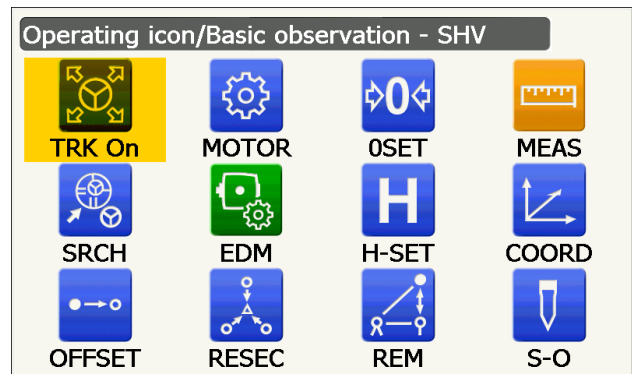 Operating icon/Basic observation - SHV
TRK On MOTOR 0SET MEAS
SRCH EDM H-SET COORD
OFFSET RESEC REM S-O